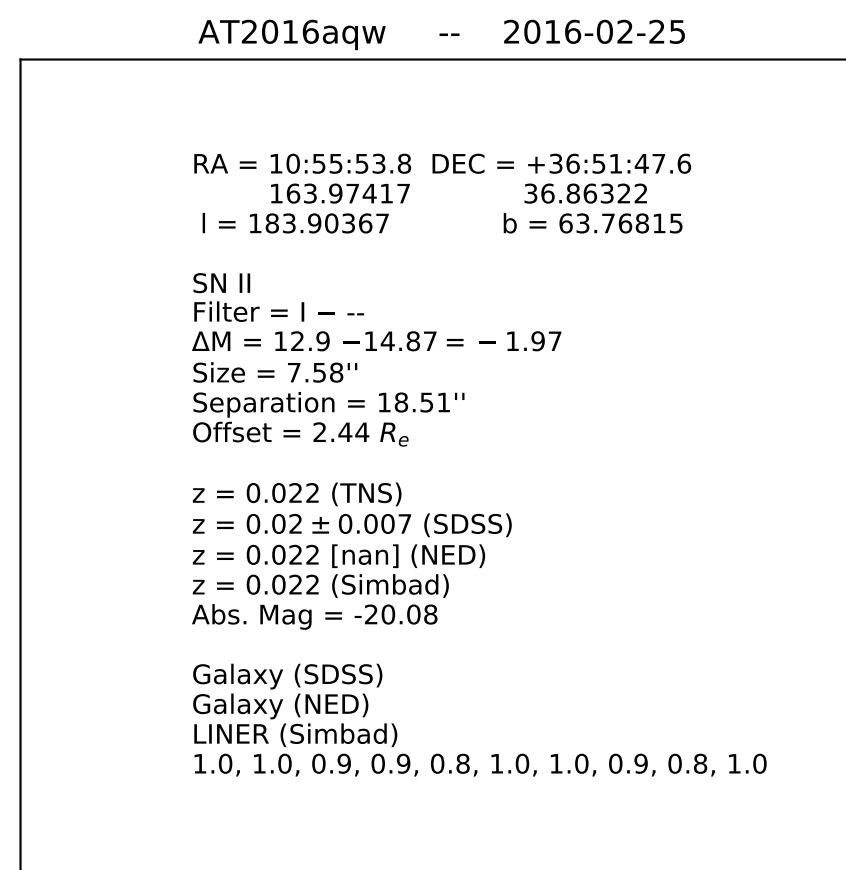 AT2016aqw -- 2016-02-25
RA = 10:55:53.8 DEC = +36:51:47.6
163.97417 36.86322
l = 183.90367 b = 63.76815
SN II
Filter = I − --
ΔM = 12.9 −14.87 = − 1.97
Size = 7.58''
Separation = 18.51''
Offset = 2.44 Re
z = 0.022 (TNS)
z = 0.02 ± 0.007 (SDSS)
z = 0.022 [nan] (NED)
z = 0.022 (Simbad)
Abs. Mag = -20.08
Galaxy (SDSS)
Galaxy (NED)
LINER (Simbad)
1.0, 1.0, 0.9, 0.9, 0.8, 1.0, 1.0, 0.9, 0.8, 1.0